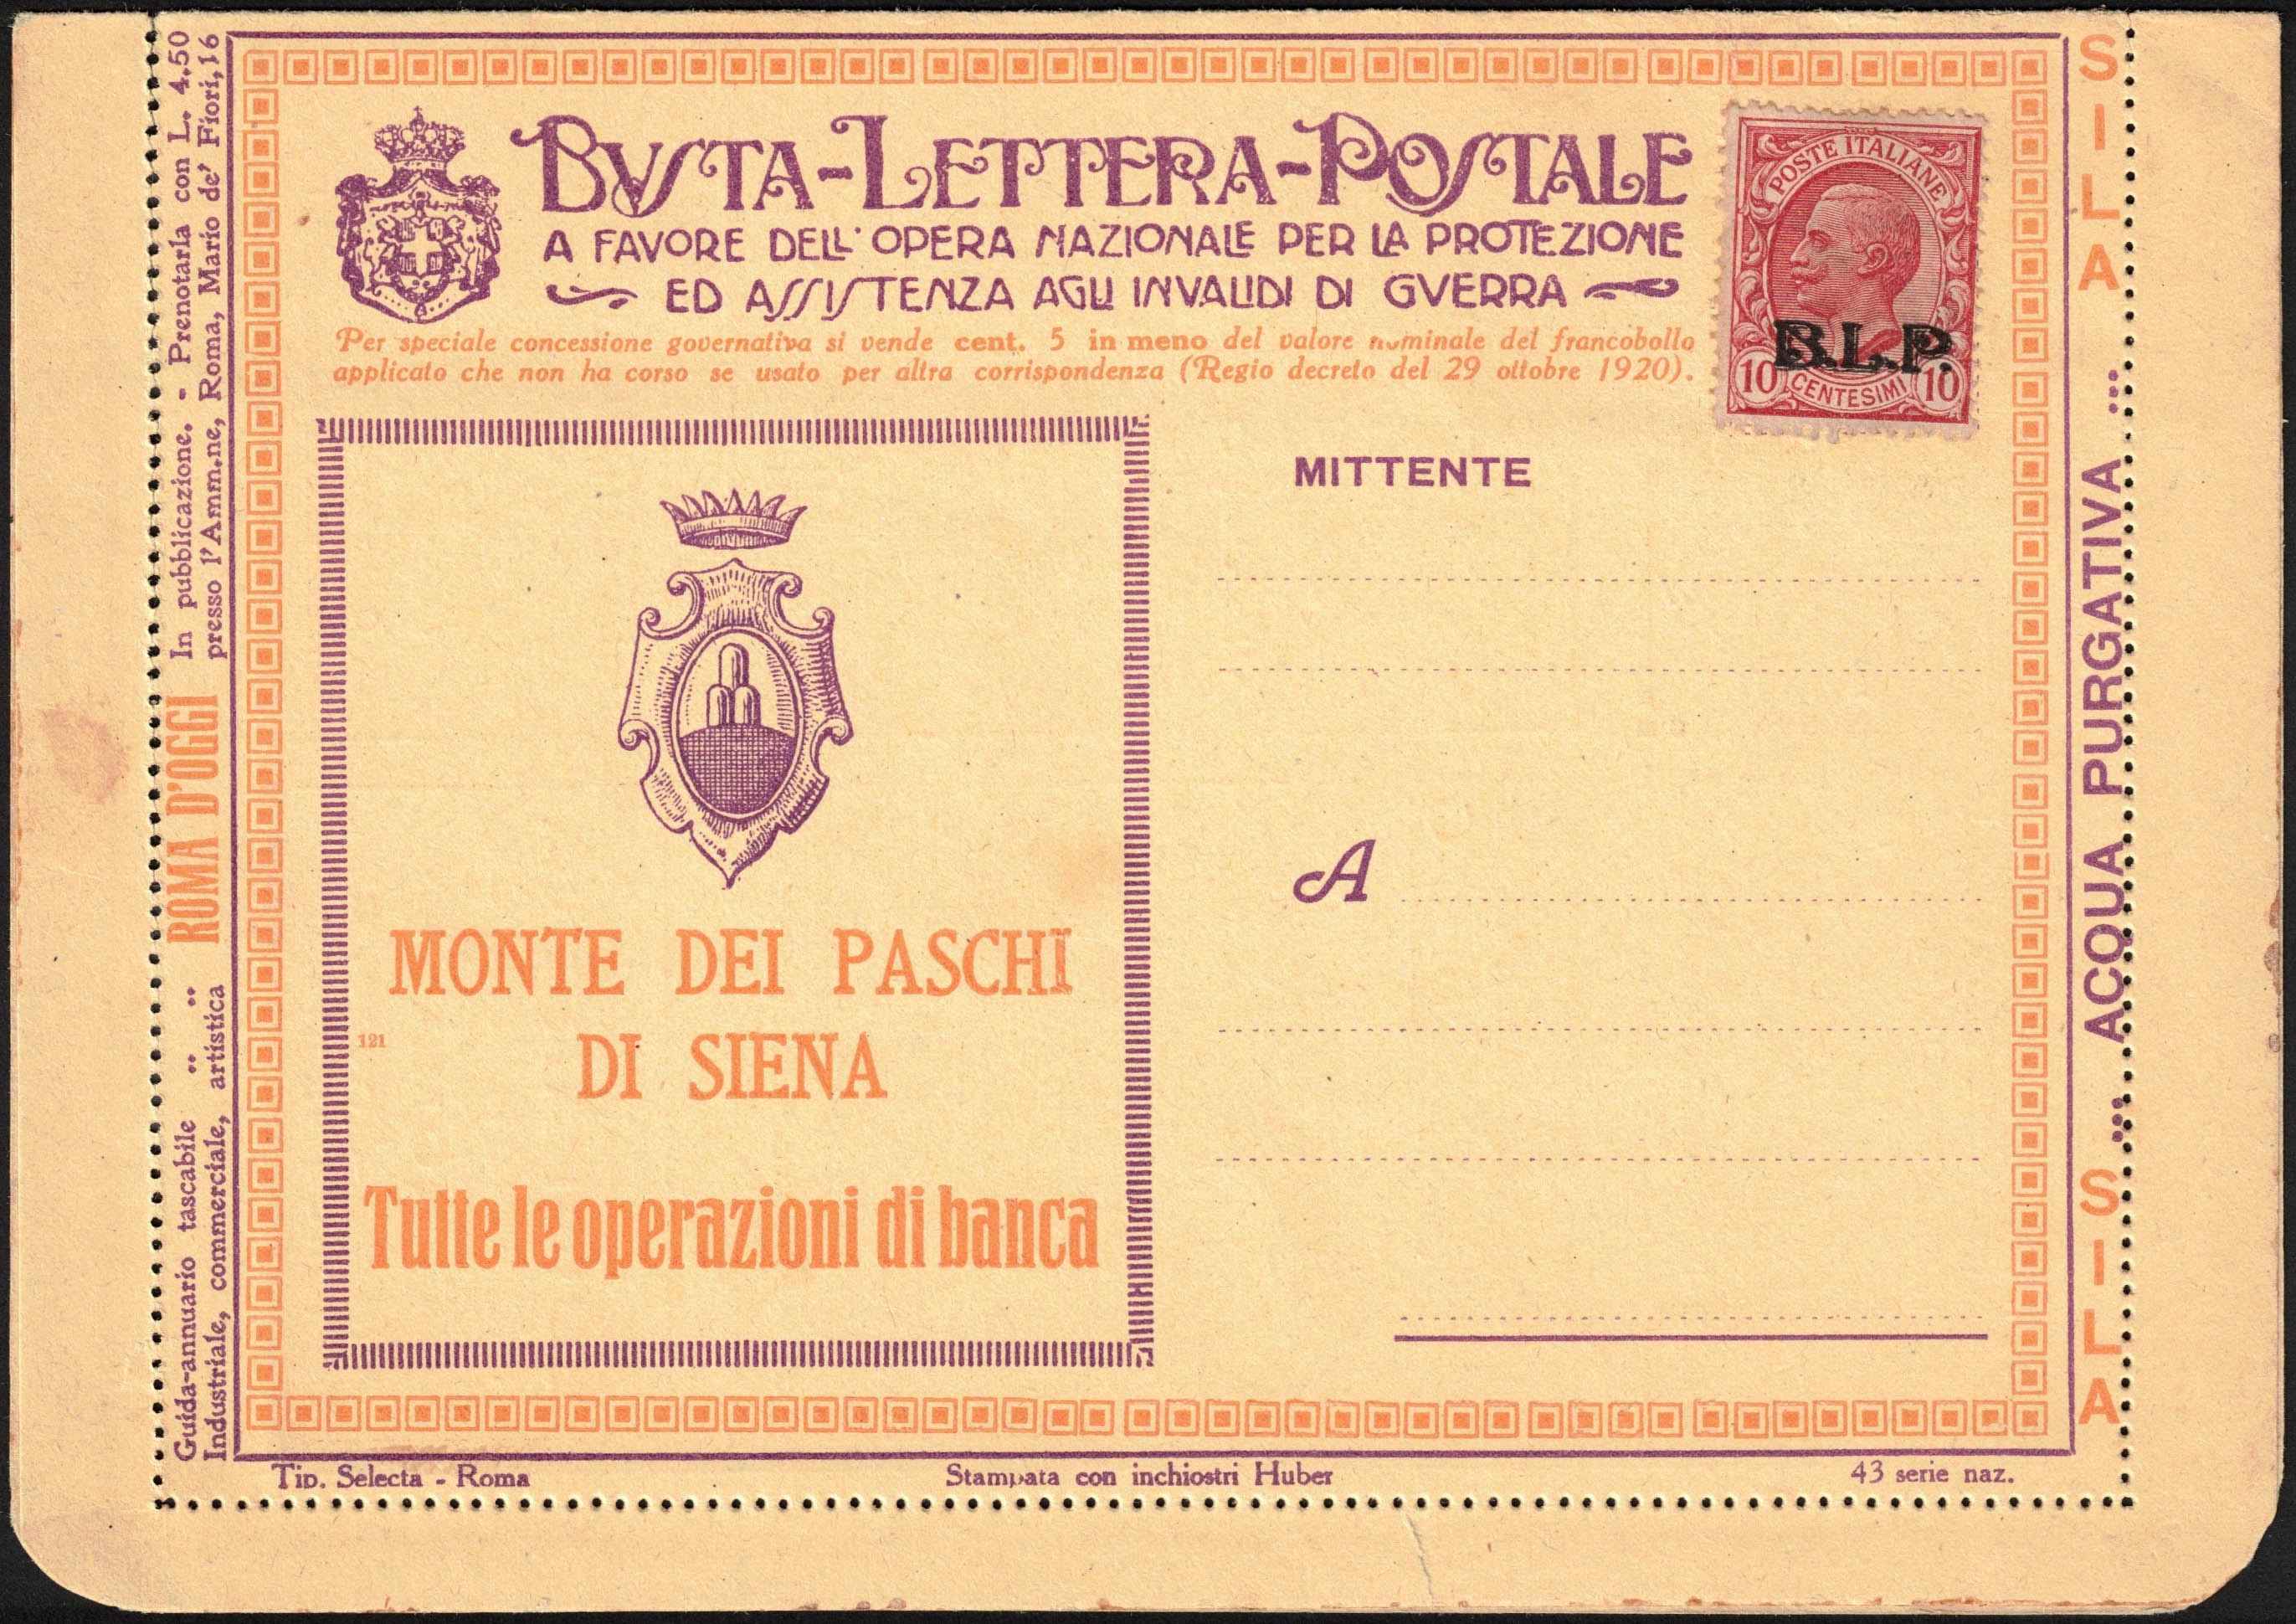 BUSTA-LETTERA-POSTALE
A FAVORE DELL'OPERA NAZIONALE PER LA PROTEZIONE
ED ASSISTENZA AGLI INVALIDI DI GVERRA
Per speciale concessione governativa si vende cent. 5 in meno del valore nominale del francobollo
applicato che non ha corso se usato per altra corrispondenza (Regio decreto del 29 ottobre 1920).
POSTE ITALIANE
B.L.P.
10 CENTESIMI 10
MITTENTE
A
MONTE DEI PASCHI
121
DI SIENA
Tutte le operazioni di banca
Guida-annuario tascabile .. .. .. ROMA D'OGGI In pubblicazione. - Prenotarla con L. 4.50
Industriale, commerciale, artistica presso l'Amm.ne, Roma, Mario de' Fiori, 16
SILA ... ACQUA PURGATIVA ... SILA
Tip. Selecta - Roma
Stampata con inchiostri Huber
43 serie naz.